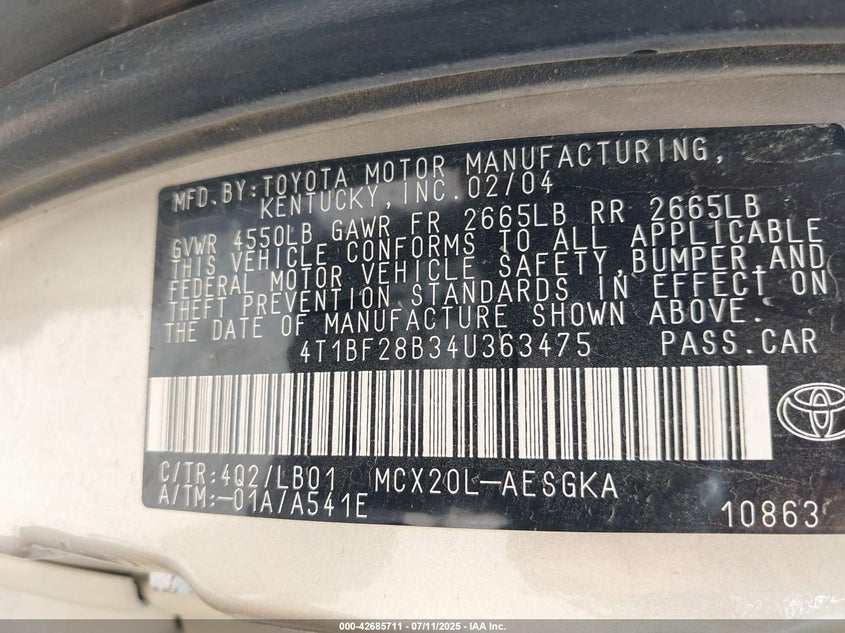 MFD.BY:TOYOTA MOTOR MANUFACTURING,
KENTUCKY,INC.02/04
GVWR 4550LB GAWR FR 2665LB RR 2665LB
THIS VEHICLE CONFORMS TO ALL APPLICABLE
FEDERAL MOTOR VEHICLE SAFETY,BUMPER,AND
THEFT PREVENTION STANDARDS IN EFFECT ON
THE DATE OF MANUFACTURE SHOWN ABOVE.
4T1BF28B34U363475 PASS.CAR
C/TR:4Q2/LB01 MCX20L-AESGKA
A/TM:-01A/A541E
10863
000-42685711 - 07/11/2025 - IAA Inc.